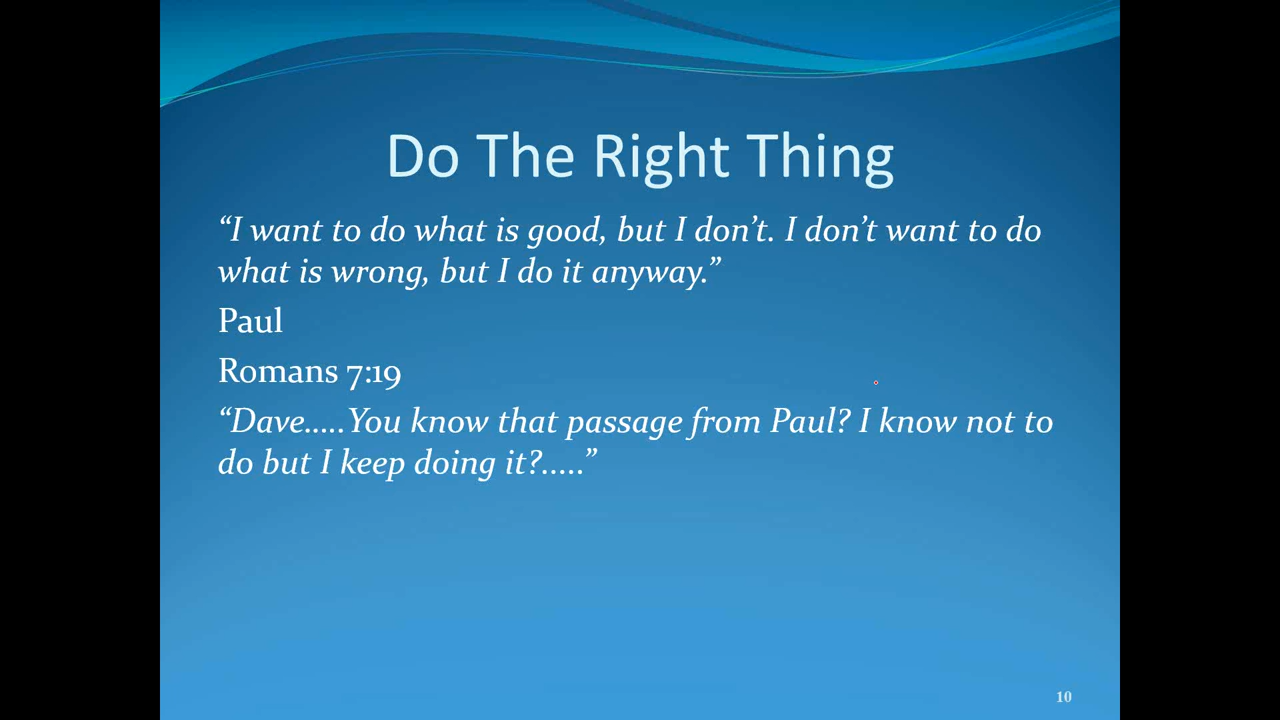 Do The Right Thing
“I want to do what is good, but I don’t. I don’t want to do
what is wrong, but I do it anyway.”
Paul
Romans 7:19
“Dave.....You know that passage from Paul? I know not to
do but I keep doing it?.....”
10